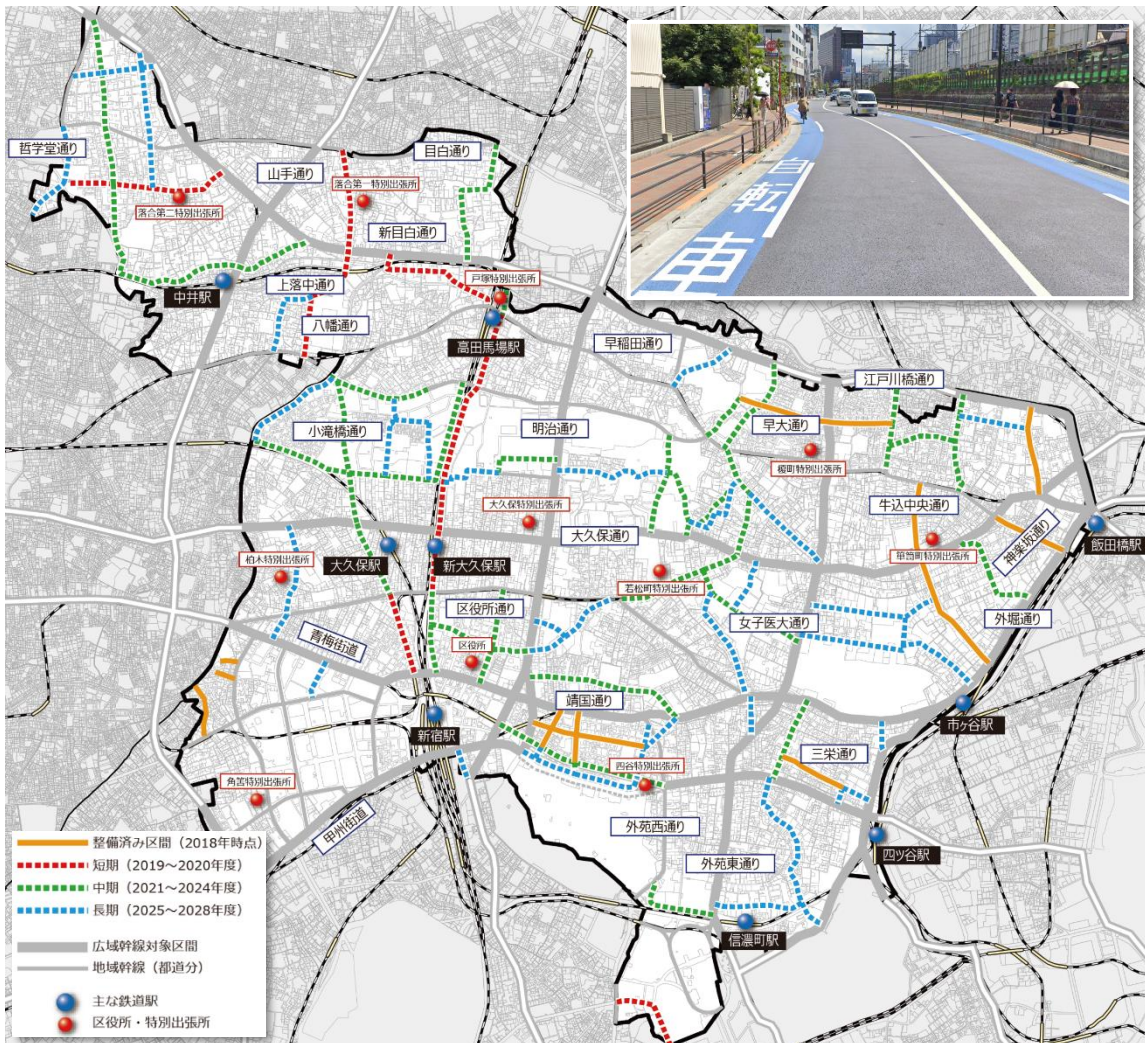 哲学堂通り
山手通り
目白通り
落合第一特別出張所
落合第二特別出張所
新目白通り
自転車
戸塚特別出張所
中井駅
上落中通り
八幡通り
高田馬場駅
早稲田通り
江戸川橋通り
小滝橋通り
明治通り
早大通り
榎町特別出張所
大久保特別出張所
牛込中央通り
神楽坂通り
飯田橋駅
大久保通り
箪笥町特別出張所
柏木特別出張所
大久保駅
新大久保駅
若松町特別出張所
区役所通り
女子医大通り
外堀通り
青梅街道
区役所
靖国通り
市ヶ谷駅
新宿駅
三栄通り
四谷特別出張所
角筈特別出張所
甲州街道
外苑西通り
四ツ谷駅
外苑東通り
信濃町駅
整備済み区間（2018年時点）
短期（2019～2020年度）
中期（2021～2024年度）
長期（2025～2028年度）
広域幹線対象区間
地域幹線（都道分）
主な鉄道駅
区役所・特別出張所